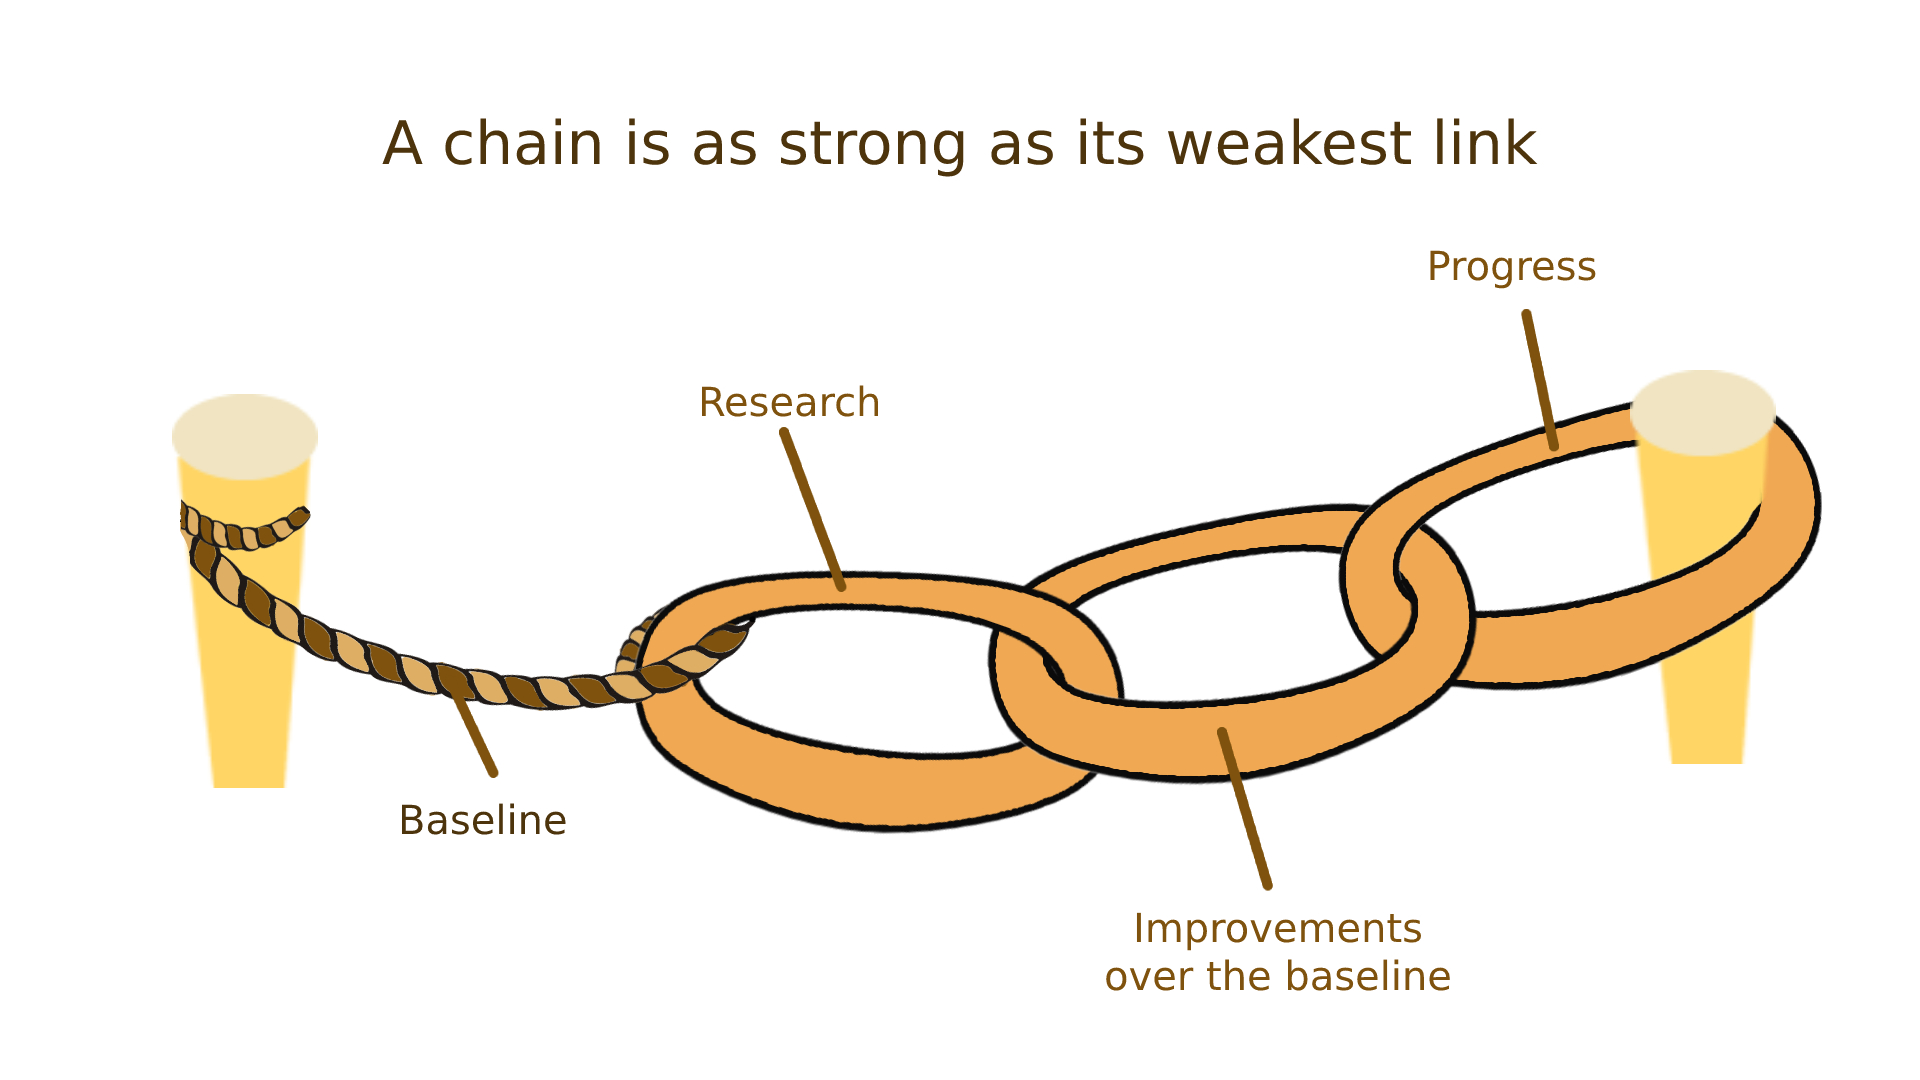 A chain is as strong as its weakest link
Progress
Research
Baseline
Improvements
over the baseline